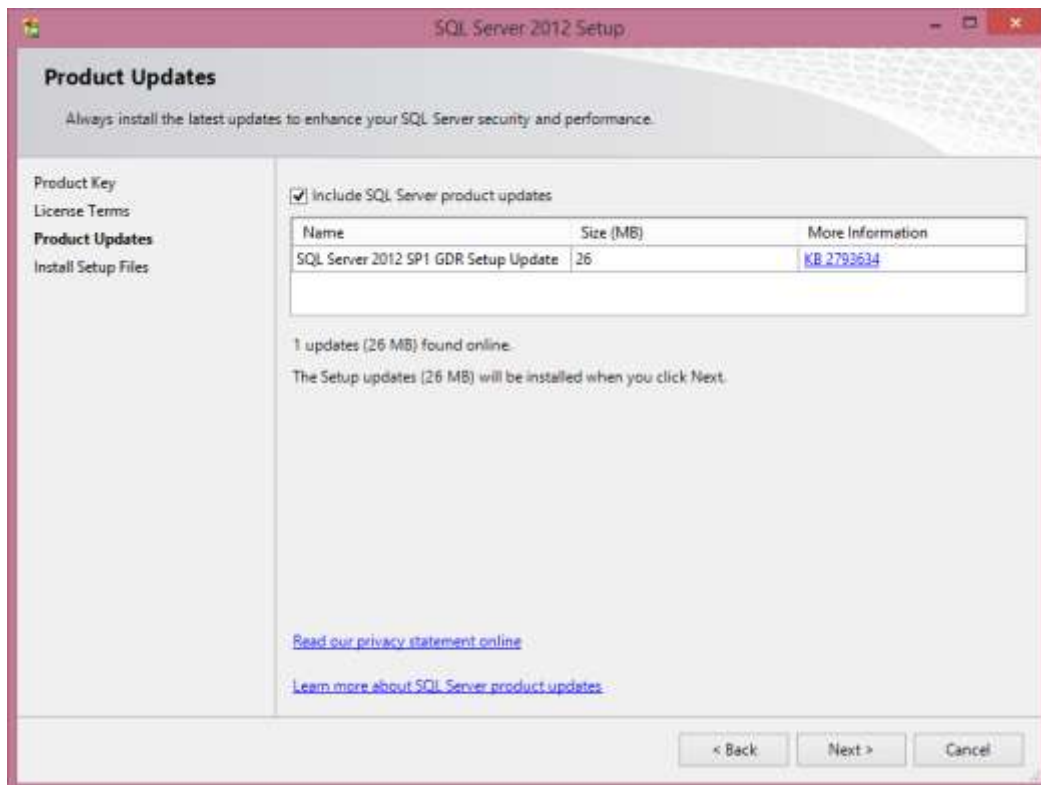 SQL Server 2012 Setup
Product Updates
Always install the latest updates to enhance your SQL Server security and performance.
Product Key
License Terms
Product Updates
Install Setup Files
Include SQL Server product updates
Name Size (MB) More Information
SQL Server 2012 SP1 GDR Setup Update 26 KB 2793634
1 updates (26 MB) found online.
The Setup updates (26 MB) will be installed when you click Next.
Read our privacy statement online
Learn more about SQL Server product updates
< Back Next > Cancel